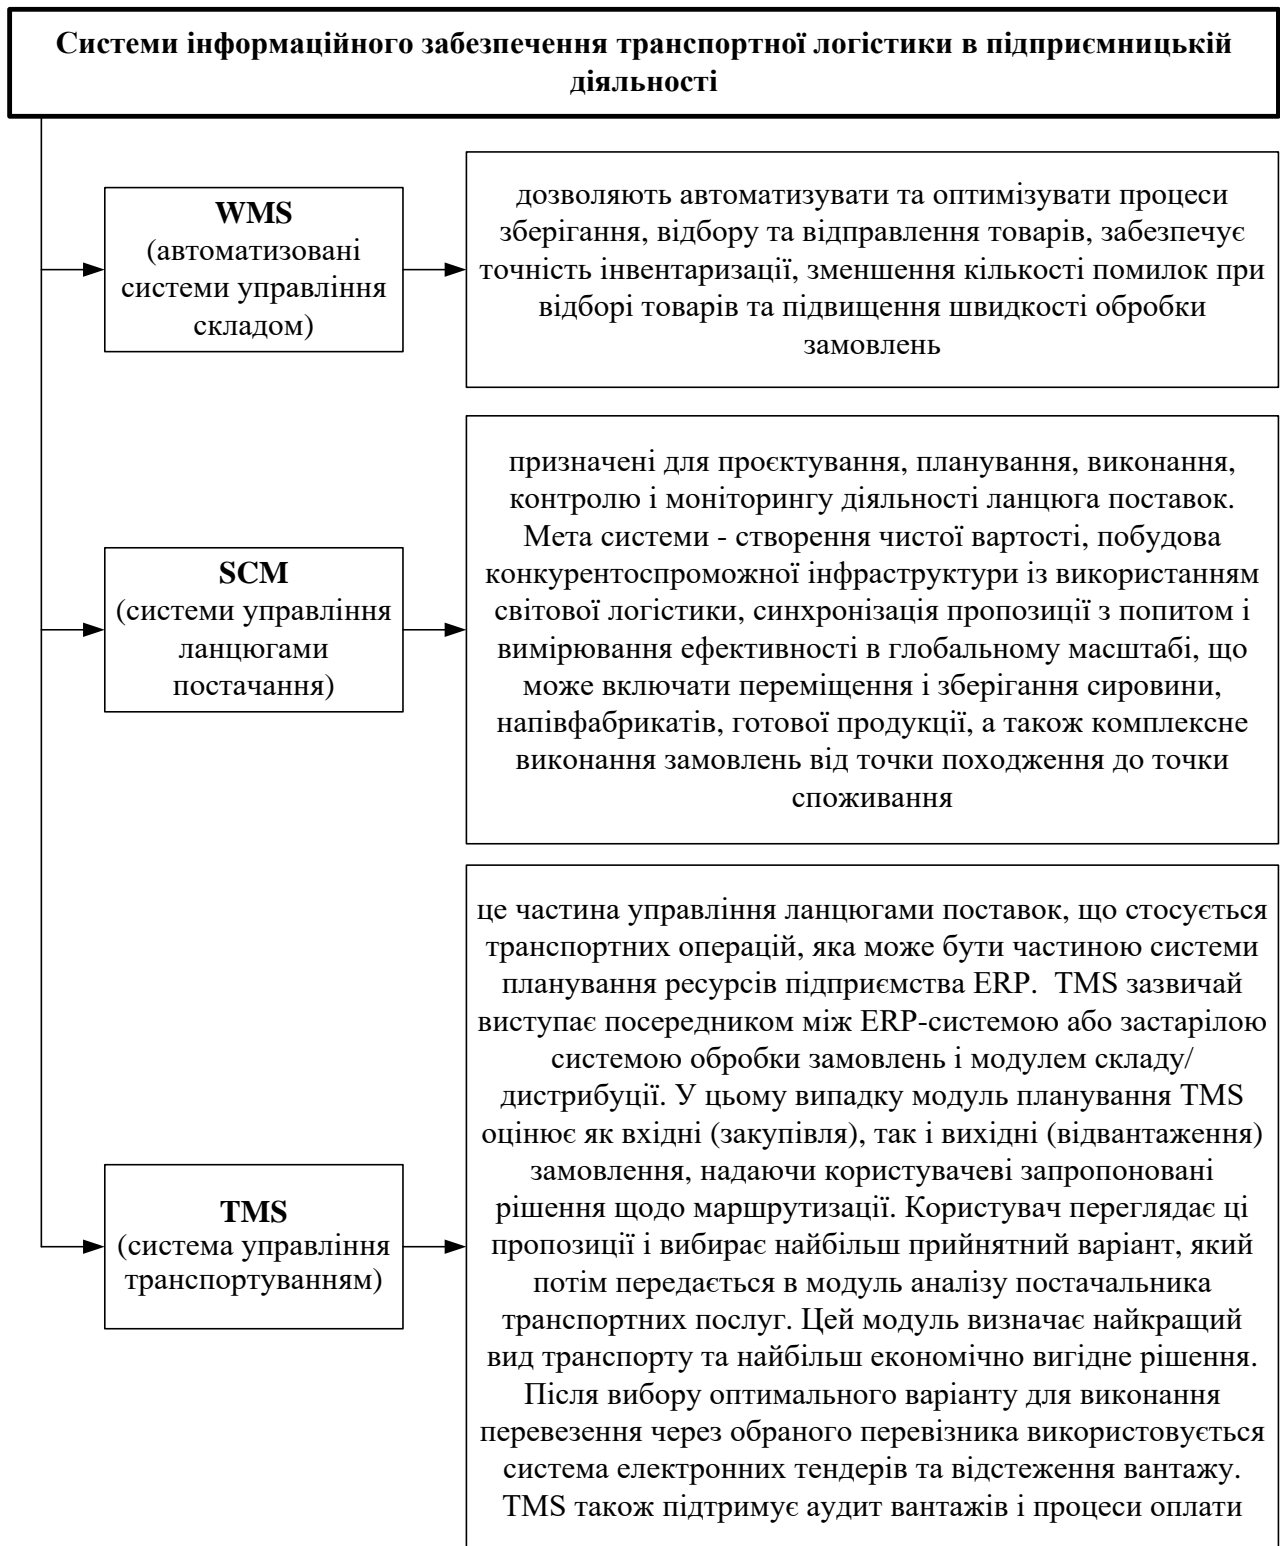 Системи інформаційного забезпечення транспортної логістики в підприємницькій
діяльності
WMS
(автоматизовані
системи управління
складом)
дозволяють автоматизувати та оптимізувати процеси
зберігання, відбору та відправлення товарів, забезпечує
точність інвентаризації, зменшення кількості помилок при
відборі товарів та підвищення швидкості обробки
замовлень
SCM
(системи управління
ланцюгами
постачання)
призначені для проєктування, планування, виконання,
контролю і моніторингу діяльності ланцюга поставок.
Мета системи - створення чистої вартості, побудова
конкурентоспроможної інфраструктури із використанням
світової логістики, синхронізація пропозиції з попитом і
вимірювання ефективності в глобальному масштабі, що
може включати переміщення і зберігання сировини,
напівфабрикатів, готової продукції, а також комплексне
виконання замовлень від точки походження до точки
споживання
TMS
(система управління
транспортуванням)
це частина управління ланцюгами поставок, що стосується
транспортних операцій, яка може бути частиною системи
планування ресурсів підприємства ERP.  TMS зазвичай
виступає посередником між ERP-системою або застарілою
системою обробки замовлень і модулем складу/
дистрибуції. У цьому випадку модуль планування TMS
оцінює як вхідні (закупівля), так і вихідні (відвантаження)
замовлення, надаючи користувачеві запропоновані
рішення щодо маршрутизації. Користувач переглядає ці
пропозиції і вибирає найбільш прийнятний варіант, який
потім передається в модуль аналізу постачальника
транспортних послуг. Цей модуль визначає найкращий
вид транспорту та найбільш економічно вигідне рішення.
Після вибору оптимального варіанту для виконання
перевезення через обраного перевізника використовується
система електронних тендерів та відстеження вантажу.
TMS також підтримує аудит вантажів і процеси оплати